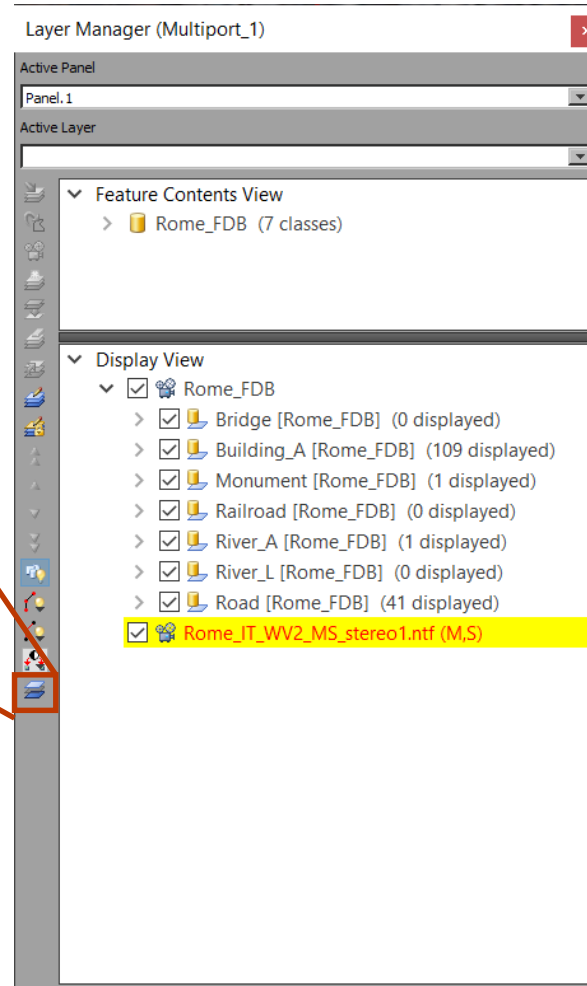 Layer Manager (Multiport_1)
Active Panel
Panel.1
Active Layer
Feature Contents View
Rome_FDB (7 classes)
Display View
Rome_FDB
Bridge [Rome_FDB] (0 displayed)
Building_A [Rome_FDB] (109 displayed)
Monument [Rome_FDB] (1 displayed)
Railroad [Rome_FDB] (0 displayed)
River_A [Rome_FDB] (1 displayed)
River_L [Rome_FDB] (0 displayed)
Road [Rome_FDB] (41 displayed)
Rome_IT_WV2_MS_stereo1.ntf (M,S)